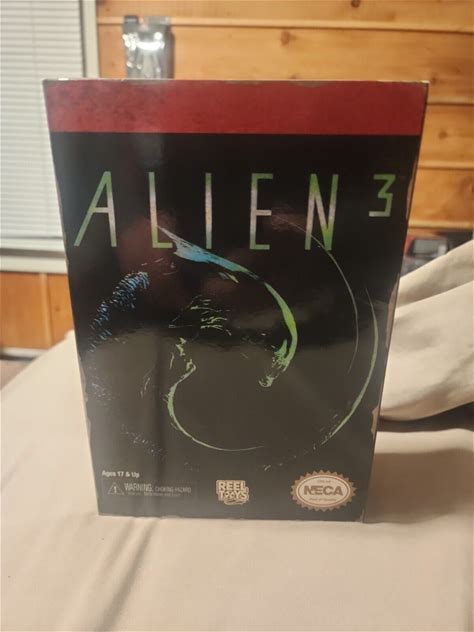 ALIEN 3
Ages 17 & Up
WARNING: CHOKING HAZARD
REEL
TOYS
NECA